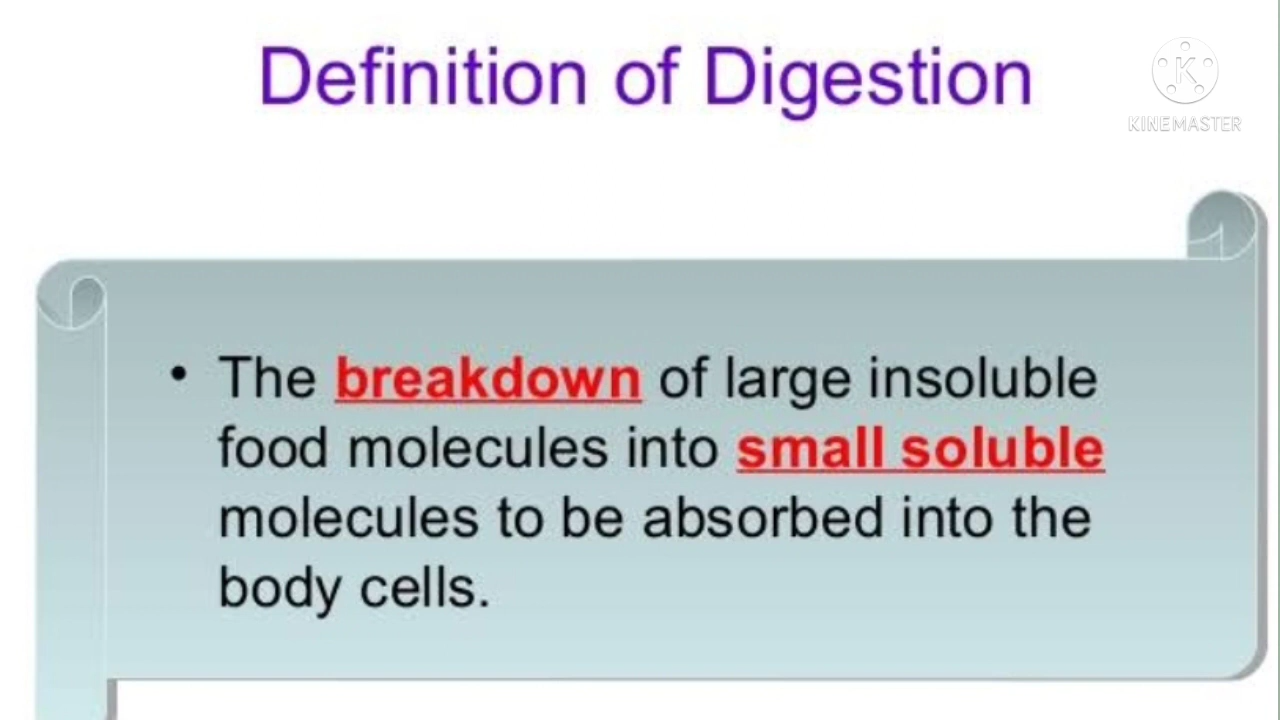 Definition of Digestion
KINEMASTER
• The breakdown of large insoluble
food molecules into small soluble
molecules to be absorbed into the
body cells.